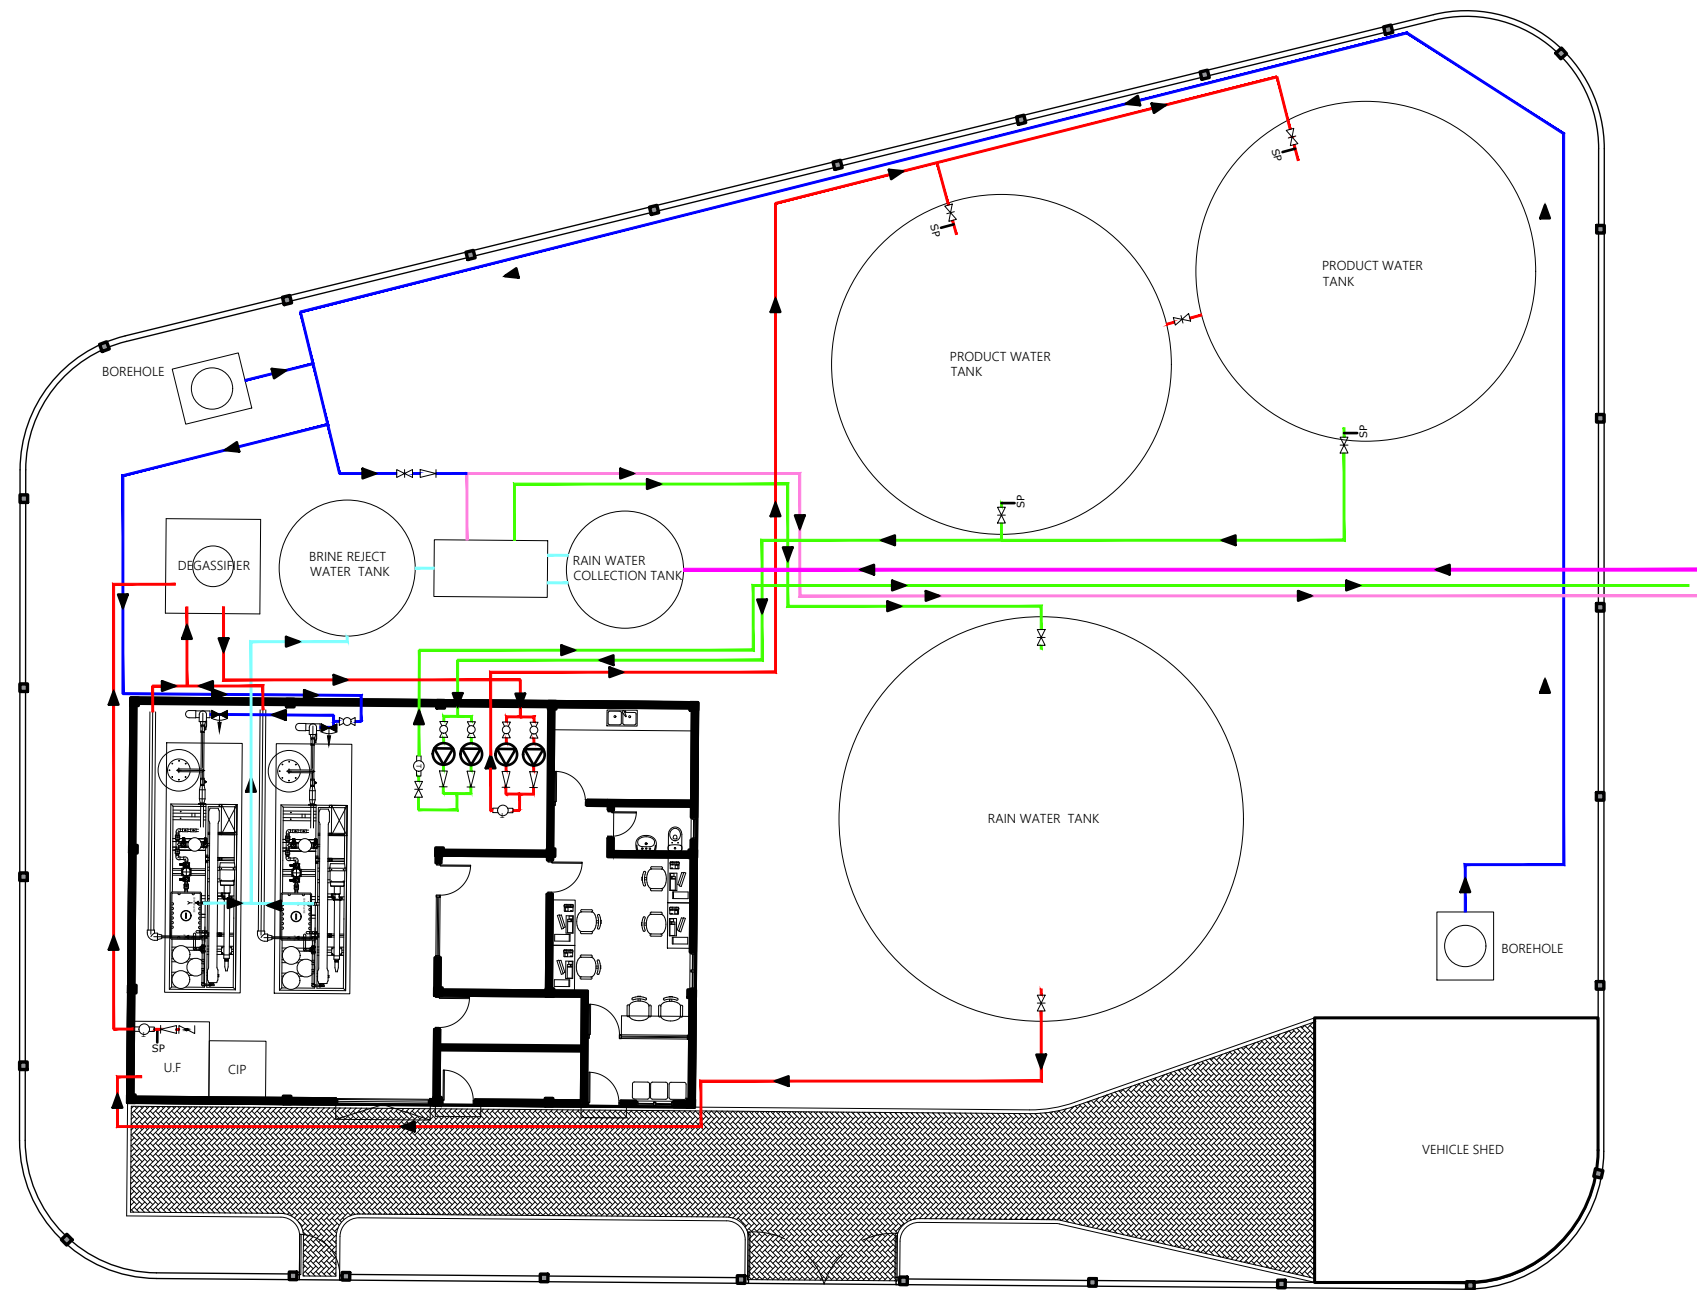 SP
SP
PRODUCT WATER
TANK
PRODUCT WATER
TANK
BOREHOLE
SP
SP
BRINE REJECT
WATER TANK
RAIN WATER
COLLECTION TANK
DEGASSIFIER
RAIN WATER TANK
BOREHOLE
SP
U.F
CIP
VEHICLE SHED